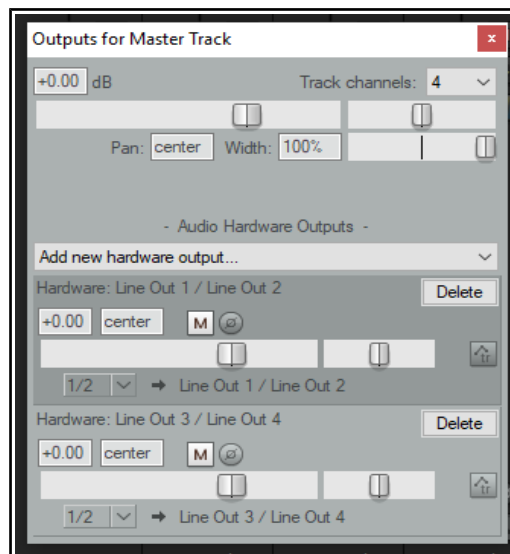 Outputs for Master Track
x
+0.00 dB Track channels: 4
Pan: center Width: 100%
- Audio Hardware Outputs -
Add new hardware output...
Hardware: Line Out 1 / Line Out 2 Delete
+0.00 center M ø
tr
1/2 → Line Out 1 / Line Out 2
Hardware: Line Out 3 / Line Out 4 Delete
+0.00 center M ø
tr
1/2 → Line Out 3 / Line Out 4